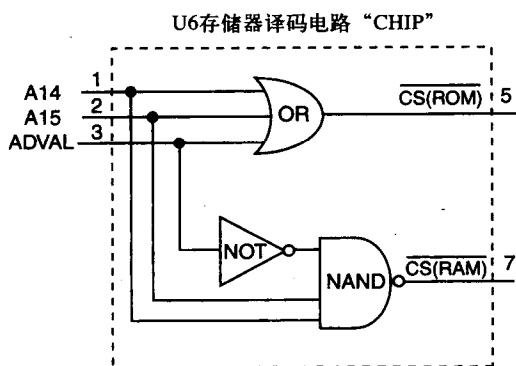 U6存储器译码电路“CHIP”
A14 1
A15 2
ADVAL 3
OR
CS(ROM) 5
NOT
NAND
CS(RAM) 7